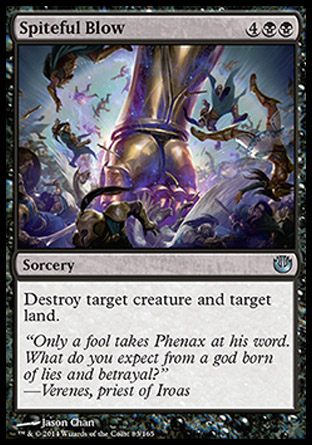 Spiteful Blow 4
Sorcery
Destroy target creature and target
land.
“Only a fool takes Phenax at his word.
What do you expect from a god born
of lies and betrayal?”
—Verenes, priest of Iroas
Jason Chan
™ & © 2014 Wizards of the Coast 83/165